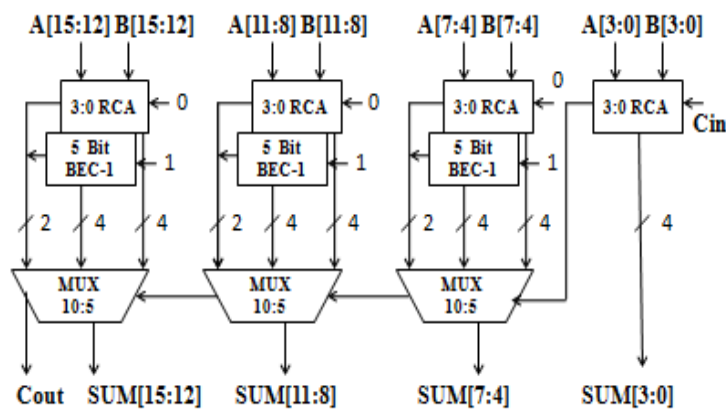 A[15:12] B[15:12] A[11:8] B[11:8] A[7:4] B[7:4] A[3:0] B[3:0]
3:0 RCA 0 3:0 RCA 0 3:0 RCA 0 3:0 RCA
Cin
5 Bit
BEC-1 1 5 Bit
BEC-1 1 5 Bit
BEC-1 1
2 4 4 2 4 4 2 4 4 4
MUX
10:5 MUX
10:5 MUX
10:5
Cout SUM[15:12] SUM[11:8] SUM[7:4] SUM[3:0]